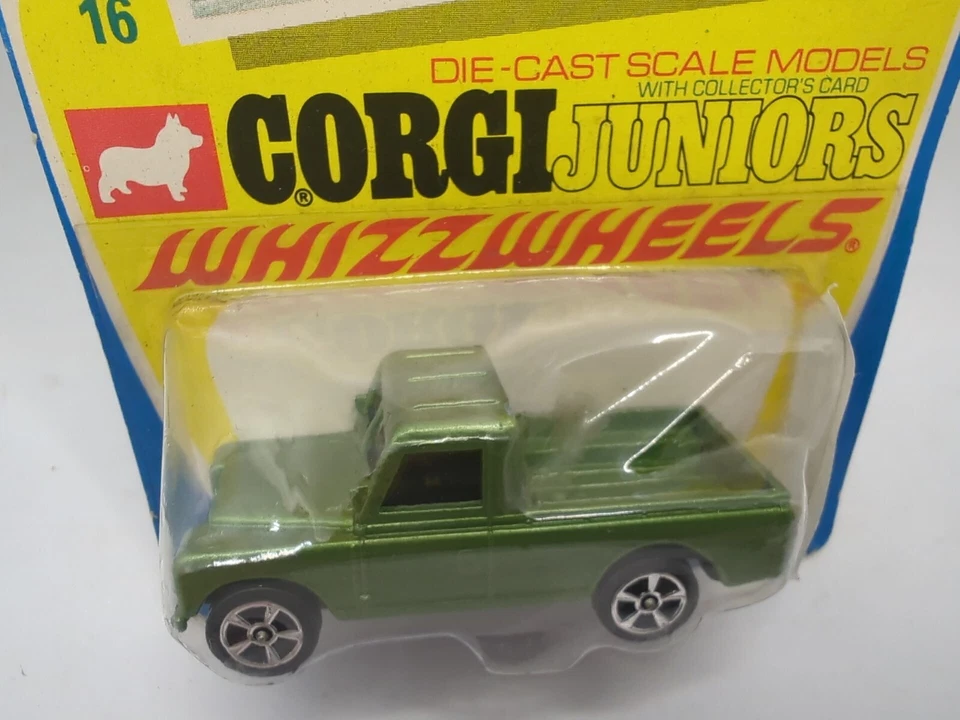 16
DIE-CAST SCALE MODELS
WITH COLLECTOR'S CARD
CORGI® JUNIORS
WHIZZWHEELS®